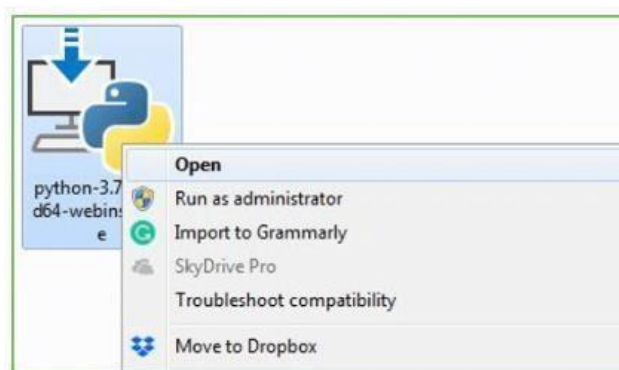 python-3.7
d64-webins
e
Open
Run as administrator
Import to Grammarly
SkyDrive Pro
Troubleshoot compatibility
Move to Dropbox